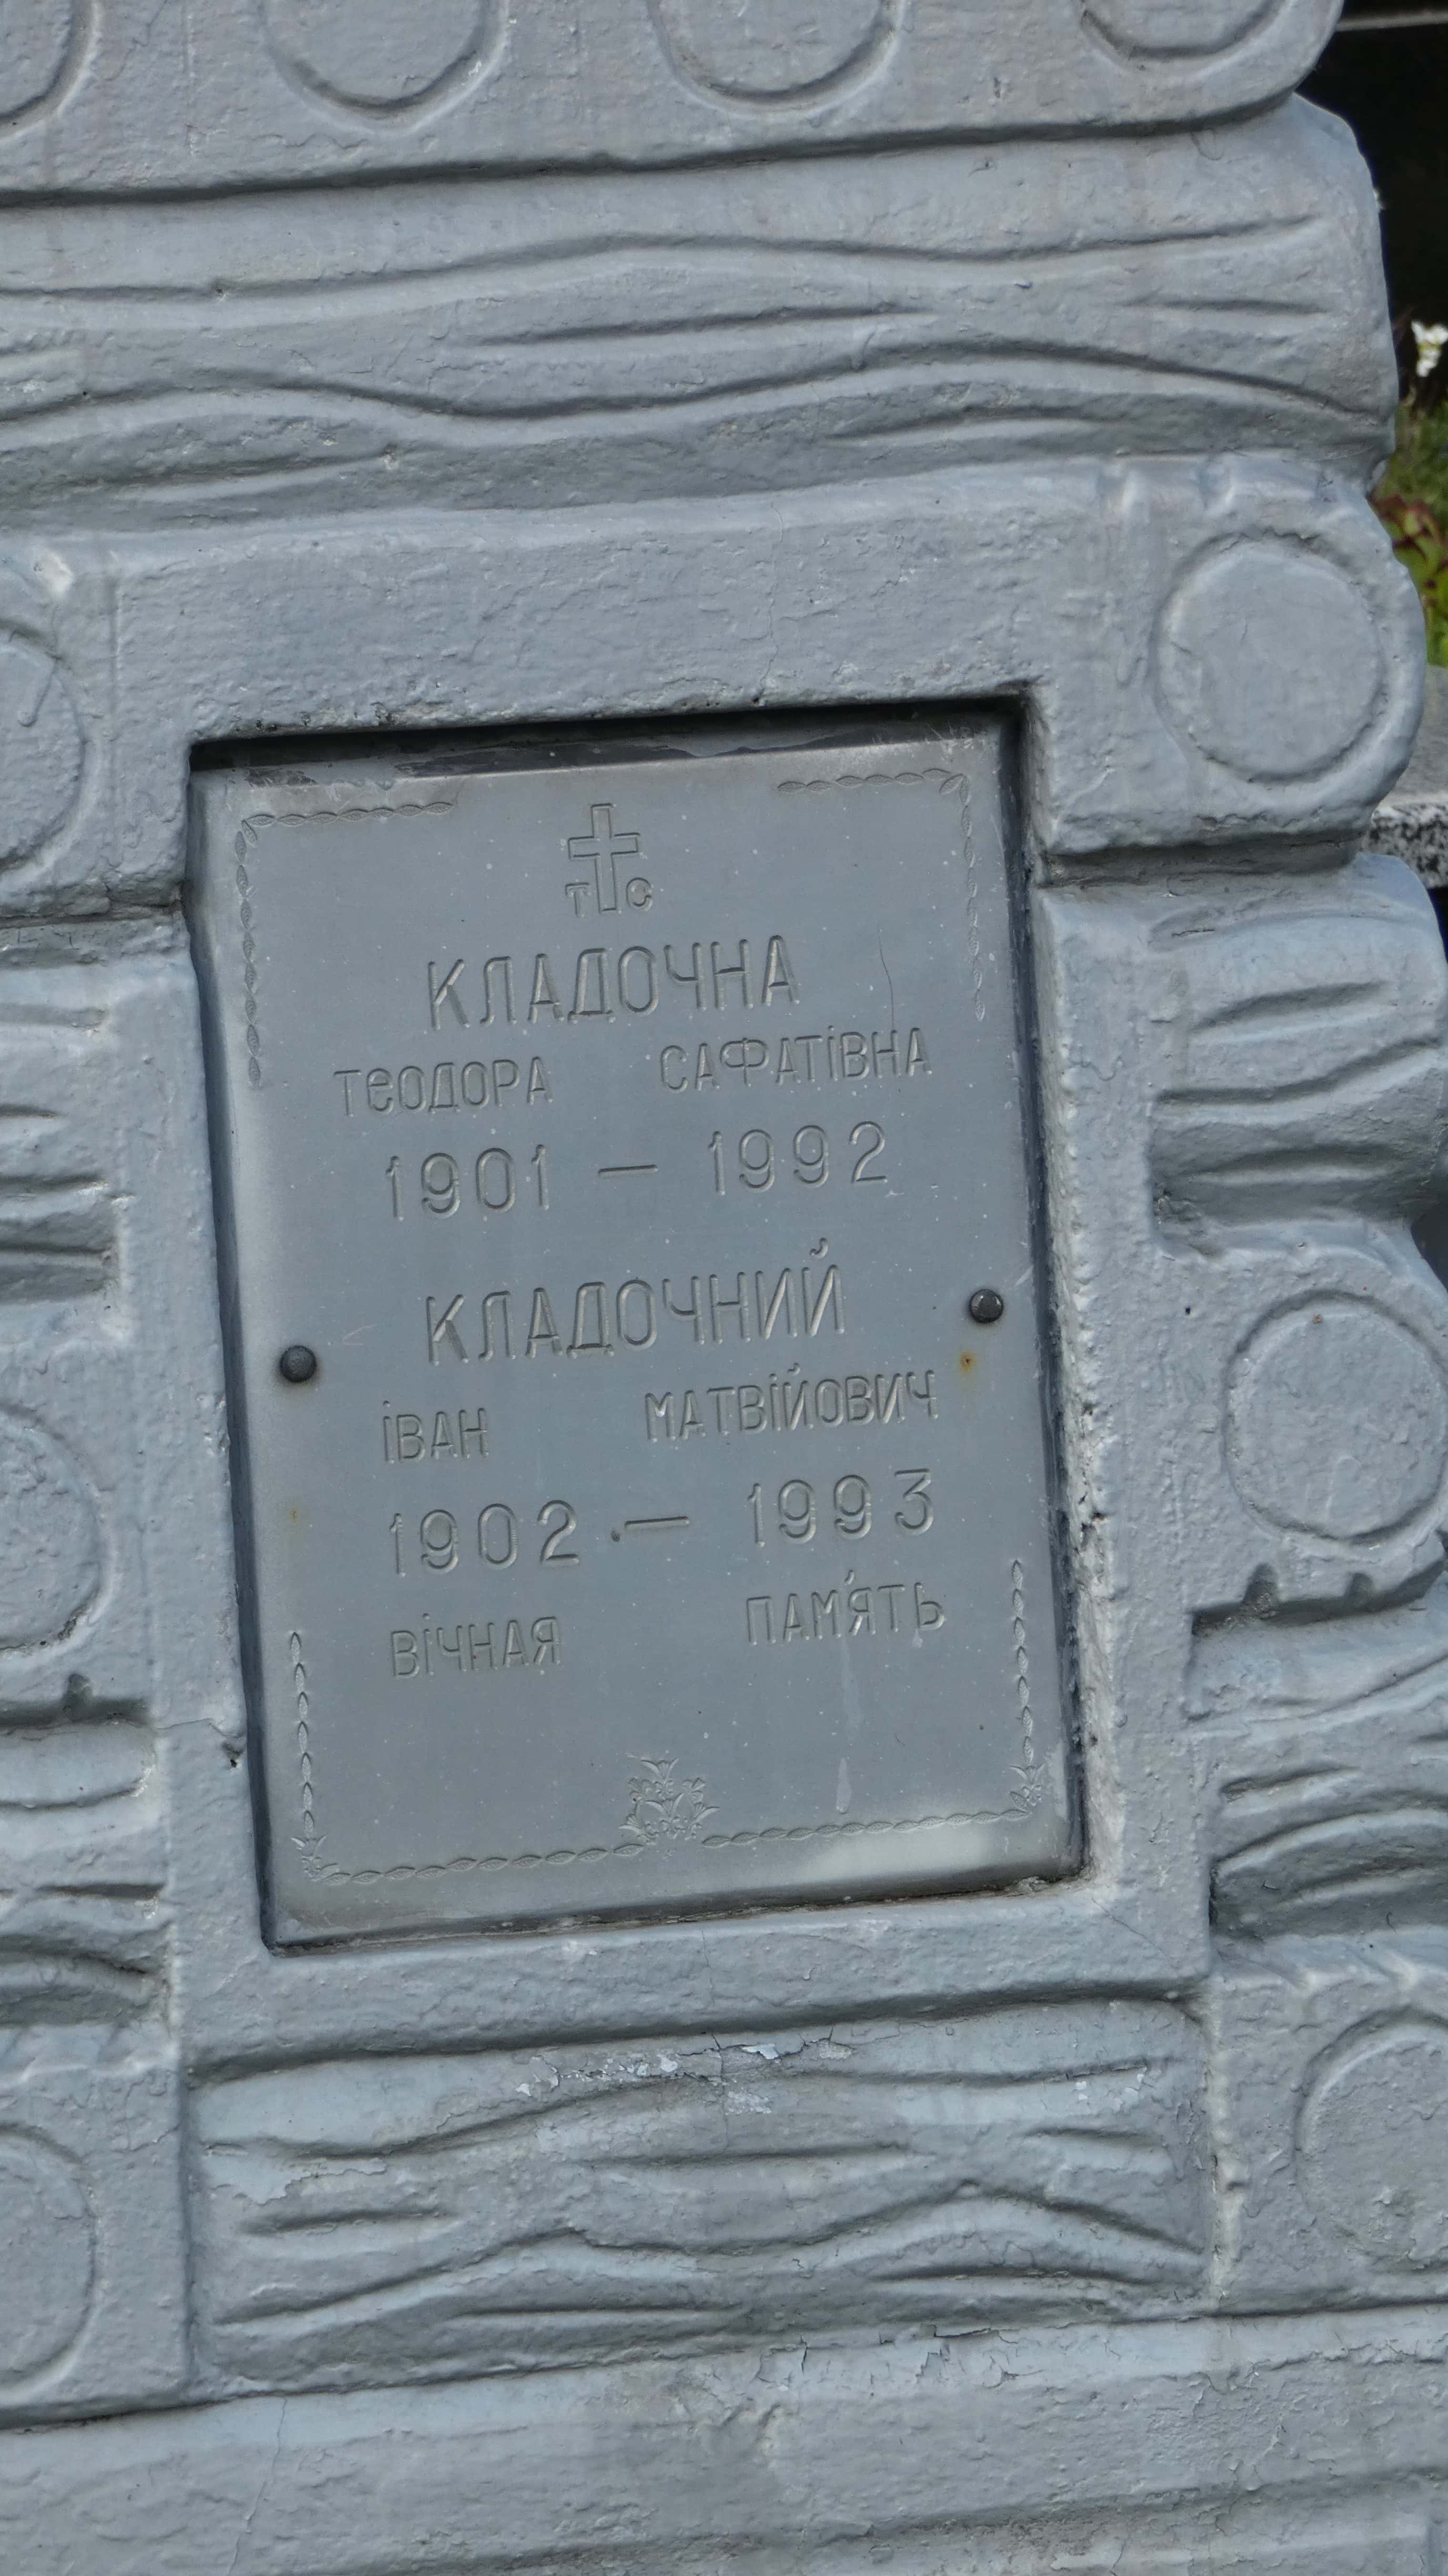 т с
КЛАДОЧНА
ТЕОДОРА САФАТІВНА
1901 — 1992
КЛАДОЧНИЙ
ІВАН МАТВІЙОВИЧ
1902 — 1993
ВІЧНАЯ ПАМ'ЯТЬ